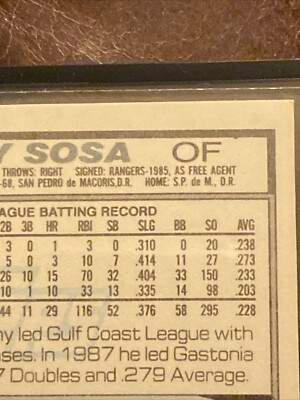 Y SOSA OF
THROWS: RIGHT SIGNED: RANGERS-1985, AS FREE AGENT
-68, SAN PEDRO de MACORIS, D.R. HOME: S.P. de M., D.R.
AGUE BATTING RECORD
2B 3B HR RBI SB SLG BB SO AVG
3 0 1 3 0 .310 0 20 .238
5 0 3 10 7 .414 11 27 .273
26 10 15 70 32 .404 33 150 .233
10 1 10 33 13 .335 14 98 .203
44 11 29 116 52 .376 58 295 .228
ny led Gulf Coast League with
oses. In 1987 he led Gastonia
7 Doubles and .279 Average.